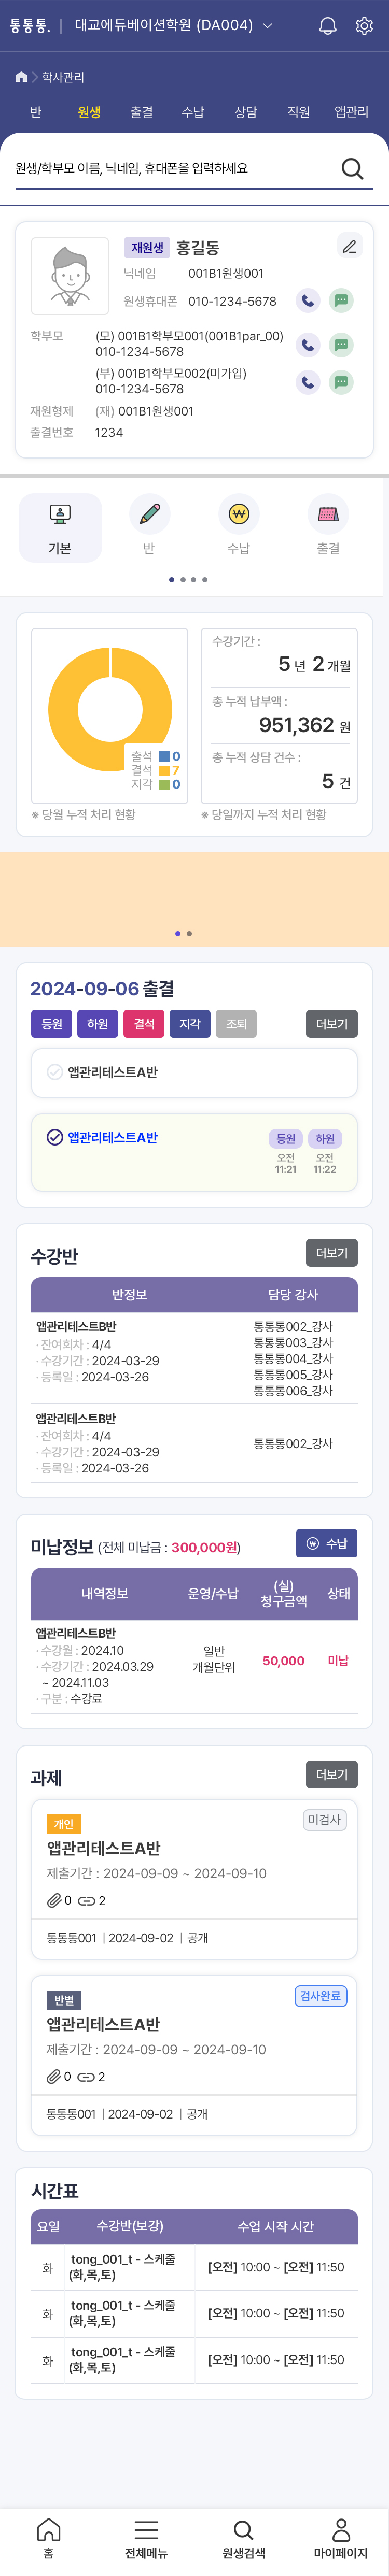 통통통. 대교에듀베이션학원 (DA004)
학사관리
반 원생 출결 수납 상담 직원 앱관리
원생/학부모 이름, 닉네임, 휴대폰을 입력하세요
재원생 홍길동
닉네임 001B1원생001
원생휴대폰 010-1234-5678
학부모 (모) 001B1학부모001(001B1par_00)
010-1234-5678
(부) 001B1학부모002(미가입)
010-1234-5678
재원형제 (재) 001B1원생001
출결번호 1234
기본 반 수납 출결
수강기간 :
5 년 2 개월
총 누적 납부액 :
951,362 원
총 누적 상담 건수 :
5 건
출석 0
결석 7
지각 0
※ 당월 누적 처리 현황 ※ 당일까지 누적 처리 현황
2024-09-06 출결
등원 하원 결석 지각 조퇴 더보기
앱관리테스트A반
앱관리테스트A반 등원 하원
오전 오전
11:21 11:22
수강반 더보기
반정보 담당 강사
앱관리테스트B반
· 잔여회차 : 4/4
· 수강기간 : 2024-03-29
· 등록일 : 2024-03-26
통통통002_강사
통통통003_강사
통통통004_강사
통통통005_강사
통통통006_강사
앱관리테스트B반
· 잔여회차 : 4/4
· 수강기간 : 2024-03-29
· 등록일 : 2024-03-26
통통통002_강사
미납정보 (전체 미납금 : 300,000원) 수납
내역정보 운영/수납 (실) 청구금액 상태
앱관리테스트B반
· 수강월 : 2024.10
· 수강기간 : 2024.03.29
~ 2024.11.03
· 구분 : 수강료
일반
개월단위
50,000 미납
과제 더보기
개인 미검사
앱관리테스트A반
제출기간 : 2024-09-09 ~ 2024-09-10
0 2
통통통001 | 2024-09-02 | 공개
반별 검사완료
앱관리테스트A반
제출기간 : 2024-09-09 ~ 2024-09-10
0 2
통통통001 | 2024-09-02 | 공개
시간표
요일 수강반(보강) 수업 시작 시간
화 tong_001_t - 스케줄 (화,목,토) [오전] 10:00 ~ [오전] 11:50
화 tong_001_t - 스케줄 (화,목,토) [오전] 10:00 ~ [오전] 11:50
화 tong_001_t - 스케줄 (화,목,토) [오전] 10:00 ~ [오전] 11:50
홈 전체메뉴 원생검색 마이페이지